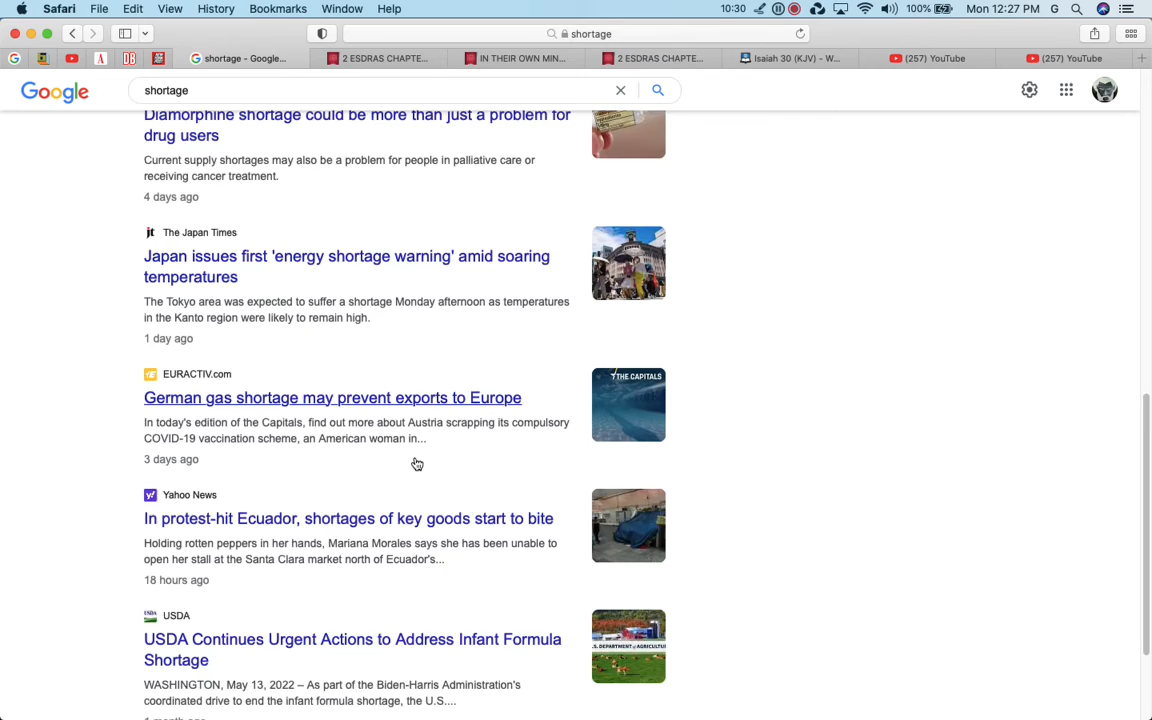 Safari File Edit View History Bookmarks Window Help 10:30 100% Mon 12:27 PM G
shortage
shortage - Google... 2 ESDRAS CHAPTE... IN THEIR OWN MIN... 2 ESDRAS CHAPTE... Isaiah 30 (KJV) - W... (257) YouTube (257) YouTube
Google shortage
Diamorphine shortage could be more than just a problem for
drug users
Current supply shortages may also be a problem for people in palliative care or
receiving cancer treatment.
4 days ago
jt The Japan Times
Japan issues first 'energy shortage warning' amid soaring
temperatures
The Tokyo area was expected to suffer a shortage Monday afternoon as temperatures
in the Kanto region were likely to remain high.
1 day ago
EURACTIV.com
THE CAPITALS
German gas shortage may prevent exports to Europe
In today's edition of the Capitals, find out more about Austria scrapping its compulsory
COVID-19 vaccination scheme, an American woman in...
3 days ago
Yahoo News
In protest-hit Ecuador, shortages of key goods start to bite
Holding rotten peppers in her hands, Mariana Morales says she has been unable to
open her stall at the Santa Clara market north of Ecuador's...
18 hours ago
USDA USDA
USDA Continues Urgent Actions to Address Infant Formula
Shortage
U.S. DEPARTMENT of AGRICULTUR
WASHINGTON, May 13, 2022 – As part of the Biden-Harris Administration's
coordinated drive to end the infant formula shortage, the U.S....
1 month ago